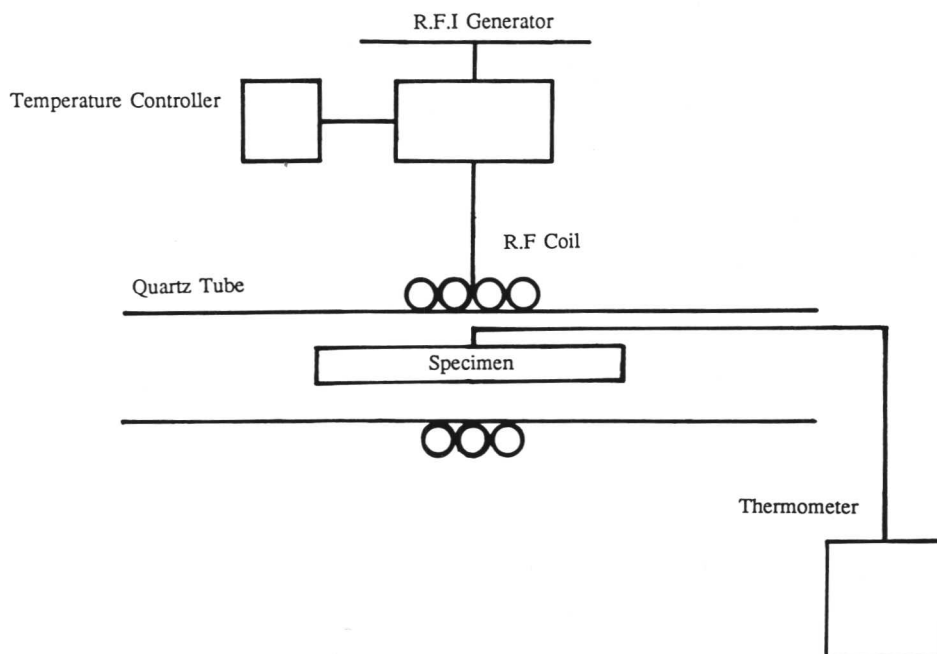 R.F.I Generator
Temperature Controller
R.F Coil
Quartz Tube
Specimen
Thermometer